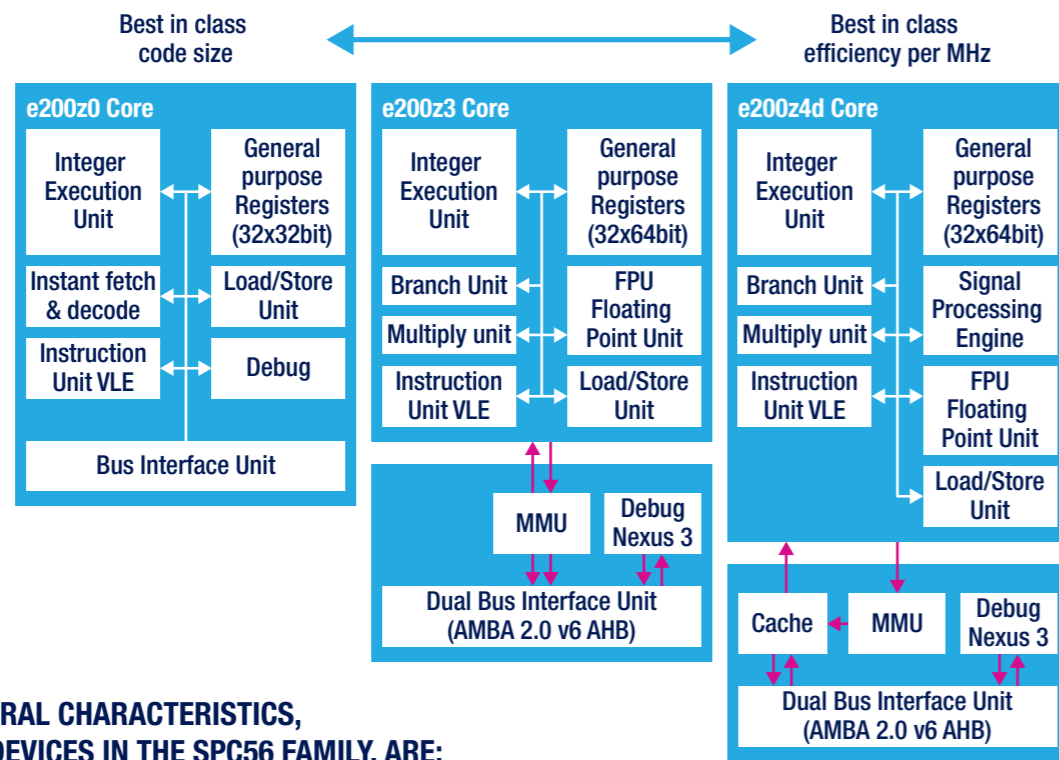 Best in class
code size
Best in class
efficiency per MHz
e200z0 Core
Integer
Execution
Unit
General
purpose
Registers
(32x32bit)
Instant fetch
& decode
Load/Store
Unit
Instruction
Unit VLE
Debug
Bus Interface Unit
e200z3 Core
Integer
Execution
Unit
General
purpose
Registers
(32x64bit)
Branch Unit
FPU
Floating
Point Unit
Multiply unit
Instruction
Unit VLE
Load/Store
Unit
MMU
Debug
Nexus 3
Dual Bus Interface Unit
(AMBA 2.0 v6 AHB)
e200z4d Core
Integer
Execution
Unit
General
purpose
Registers
(32x64bit)
Branch Unit
Signal
Processing
Engine
Multiply unit
Instruction
Unit VLE
FPU
Floating
Point Unit
Load/Store
Unit
Cache
MMU
Debug
Nexus 3
Dual Bus Interface Unit
(AMBA 2.0 v6 AHB)
RAL CHARACTERISTICS,
DEVICES IN THE SPC56 FAMILY, ARE: